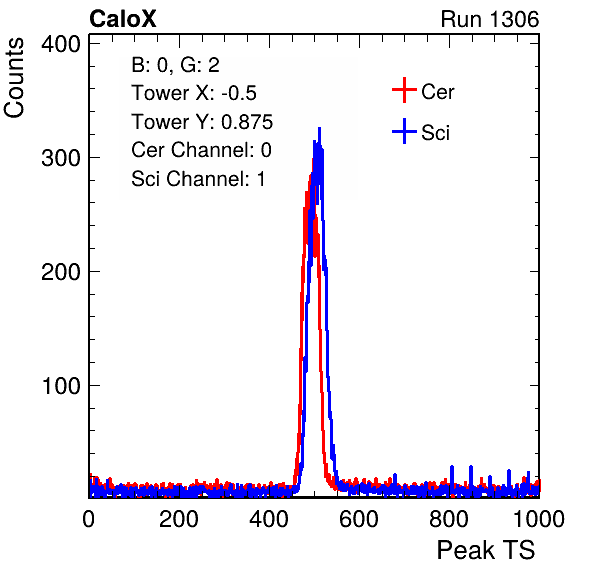 CaloX Run 1306
Counts
400
300
200
100
B: 0, G: 2
Tower X: -0.5
Tower Y: 0.875
Cer Channel: 0
Sci Channel: 1
Cer
Sci
0 200 400 600 800 1000
Peak TS